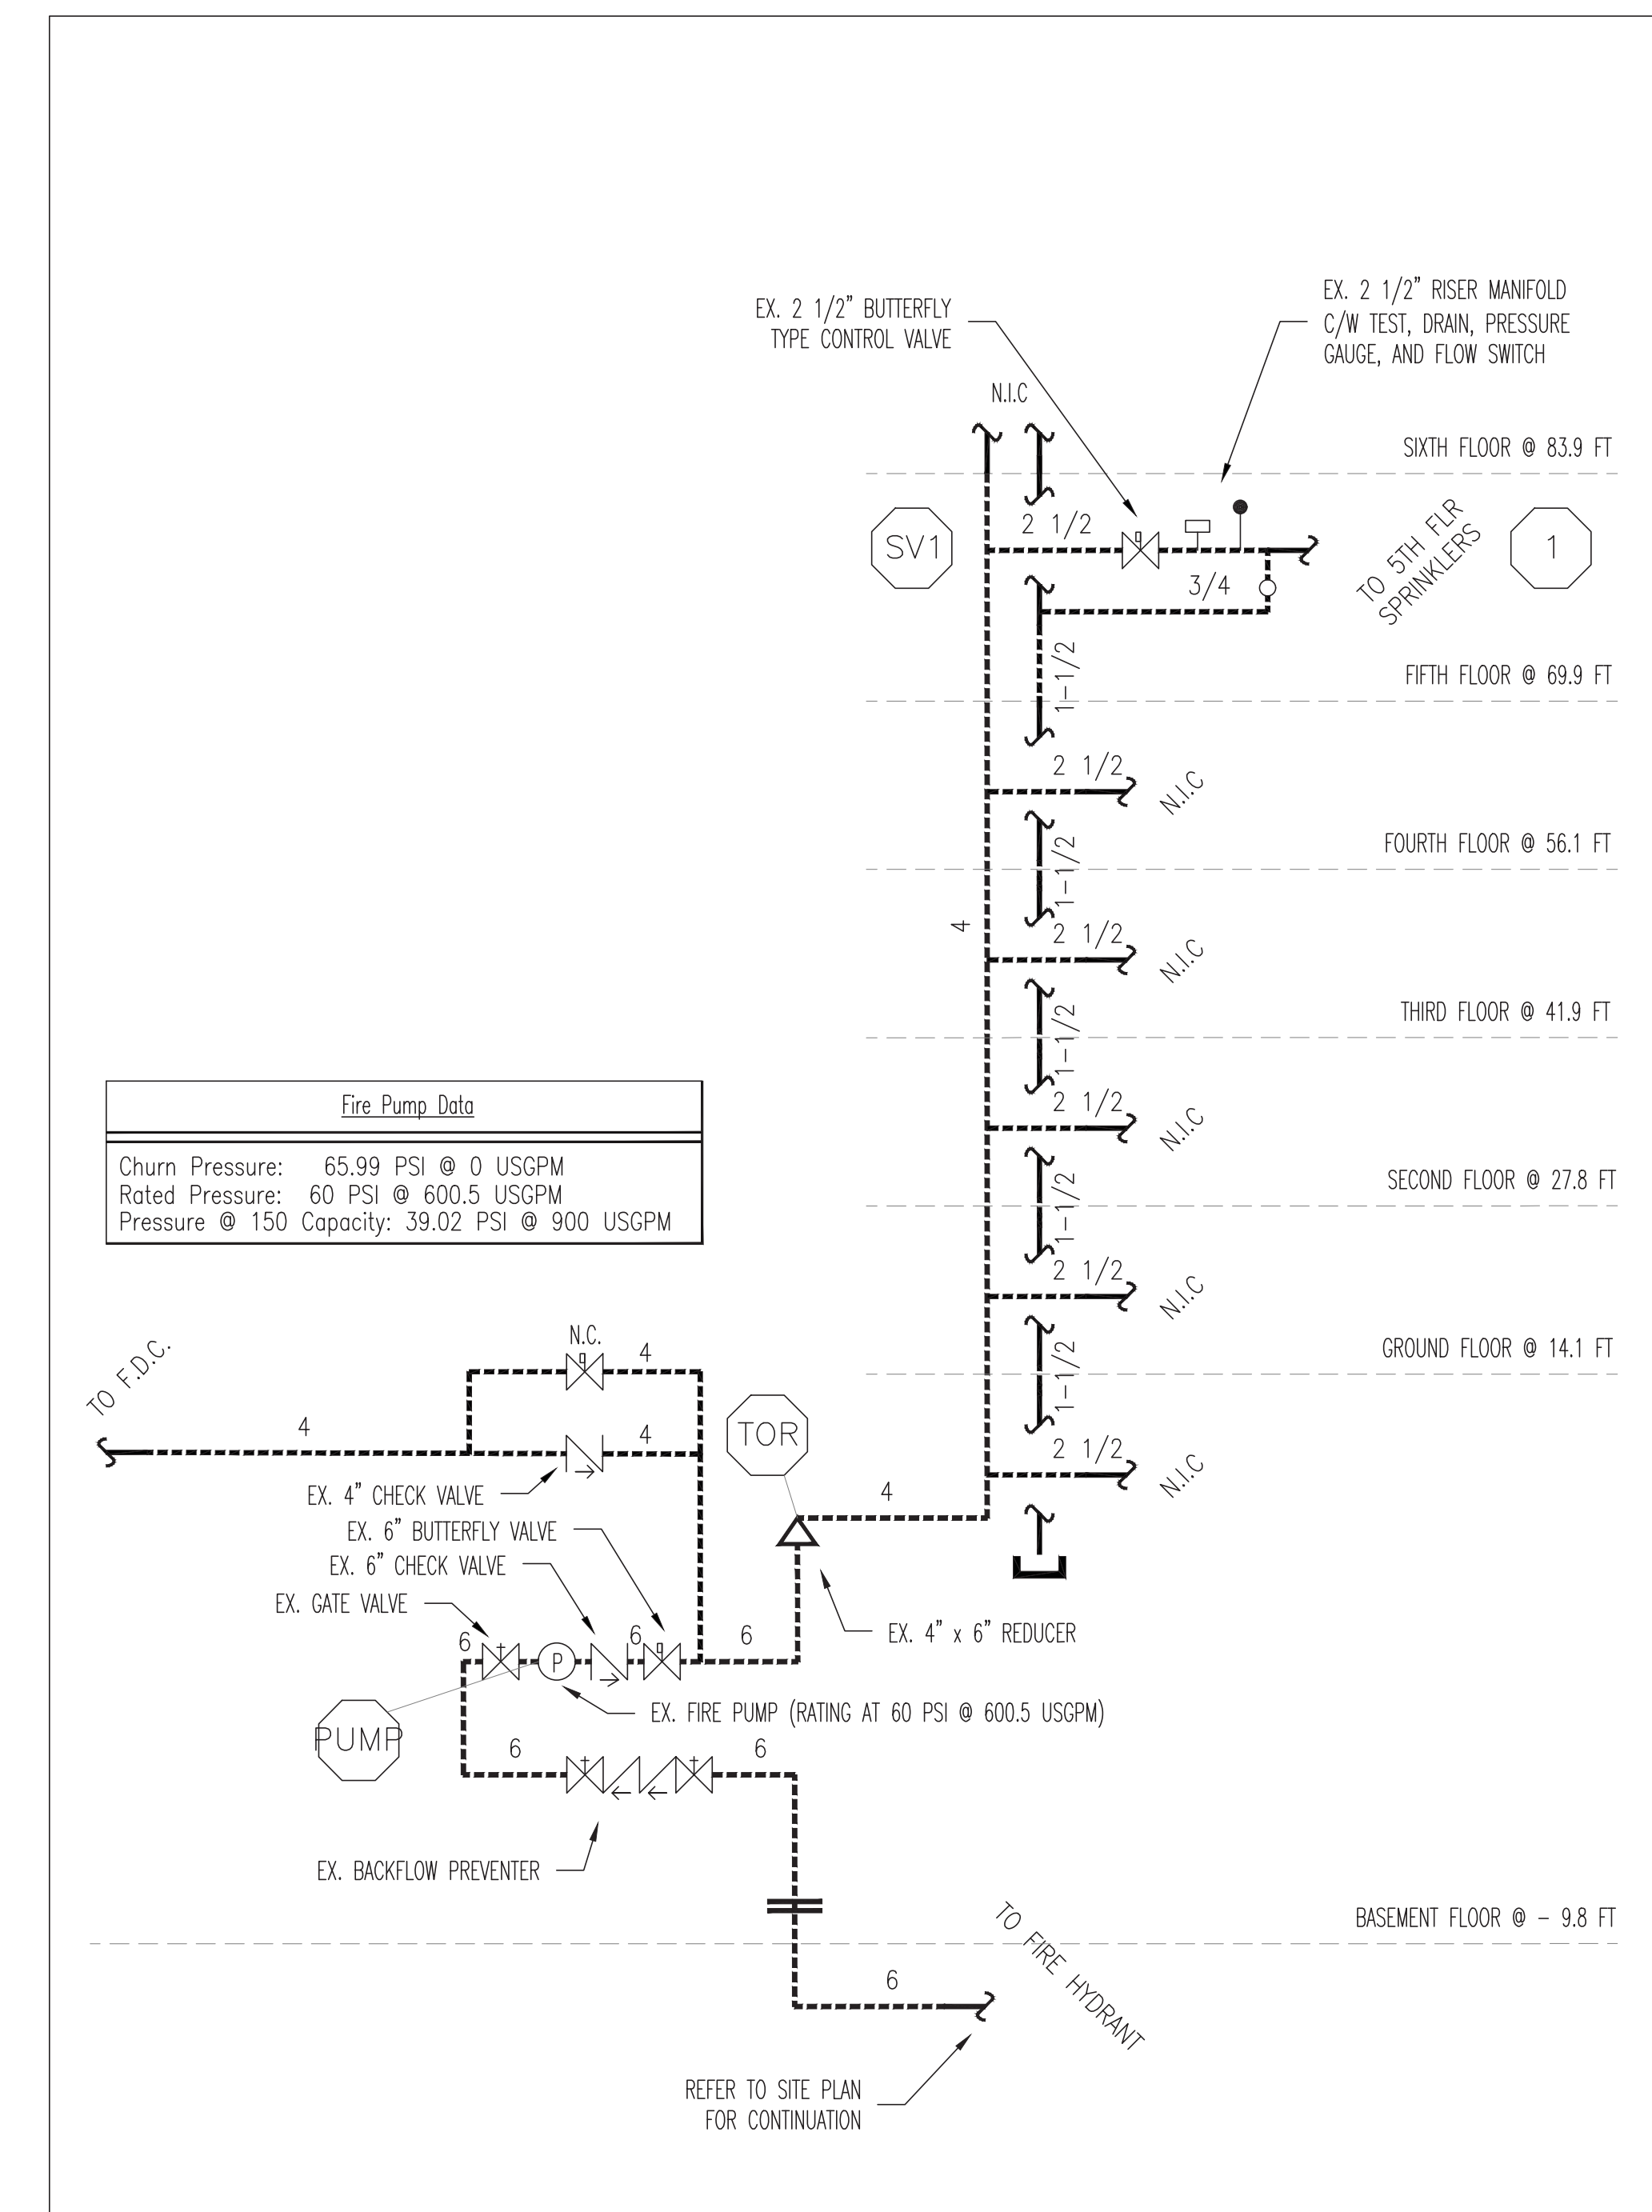 EX. 2 1/2” BUTTERFLY
TYPE CONTROL VALVE
EX. 2 1/2” RISER MANIFOLD
C/W TEST, DRAIN, PRESSURE
GAUGE, AND FLOW SWITCH
N.I.C
SIXTH FLOOR @ 83.9 FT
2 1/2
SV1
TO 5TH FLR
SPRINKLERS
1
3/4
1-1/2
FIFTH FLOOR @ 69.9 FT
2 1/2
N.I.C
1-1/2
FOURTH FLOOR @ 56.1 FT
4
2 1/2
N.I.C
1-1/2
THIRD FLOOR @ 41.9 FT
2 1/2
N.I.C
Fire Pump Data
Churn Pressure: 65.99 PSI @ 0 USGPM
Rated Pressure: 60 PSI @ 600.5 USGPM
Pressure @ 150 Capacity: 39.02 PSI @ 900 USGPM
1-1/2
SECOND FLOOR @ 27.8 FT
2 1/2
N.I.C
1-1/2
GROUND FLOOR @ 14.1 FT
N.C.
4
TO F.D.C.
4
4
TOR
2 1/2
N.I.C
4
EX. 4” CHECK VALVE
EX. 6” BUTTERFLY VALVE
EX. 6” CHECK VALVE
EX. GATE VALVE
6
P
6
6
EX. 4” x 6” REDUCER
EX. FIRE PUMP (RATING AT 60 PSI @ 600.5 USGPM)
PUMP
6
6
EX. BACKFLOW PREVENTER
BASEMENT FLOOR @ - 9.8 FT
TO FIRE HYDRANT
6
REFER TO SITE PLAN
FOR CONTINUATION